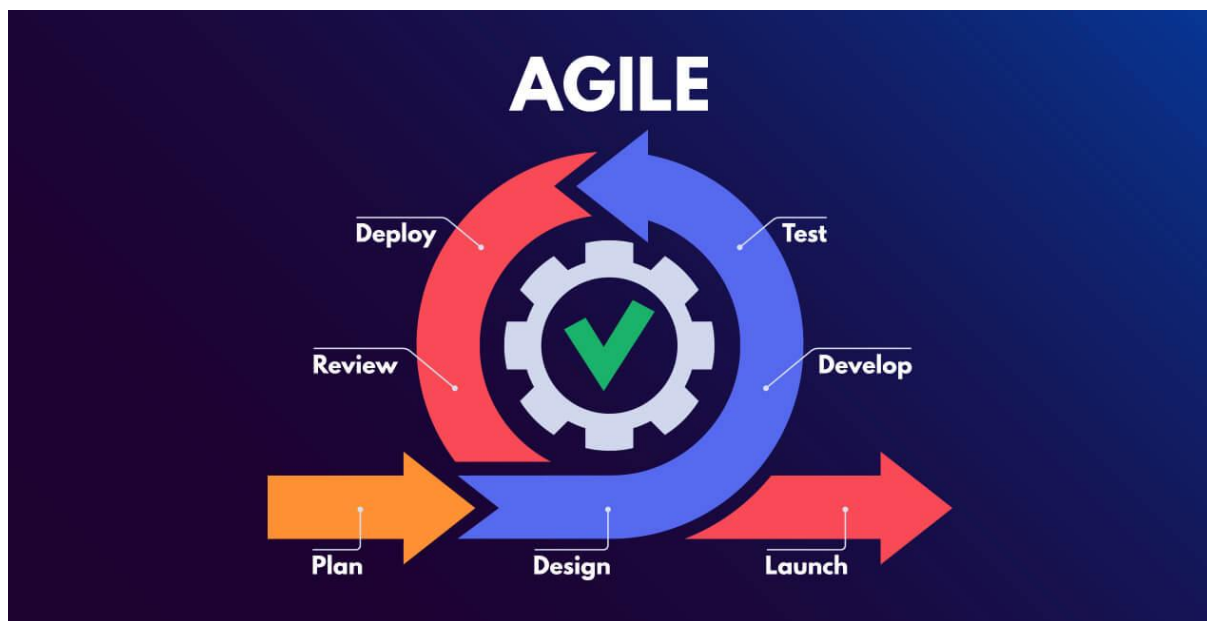 AGILE
Deploy
Test
Review
Develop
Plan
Design
Launch